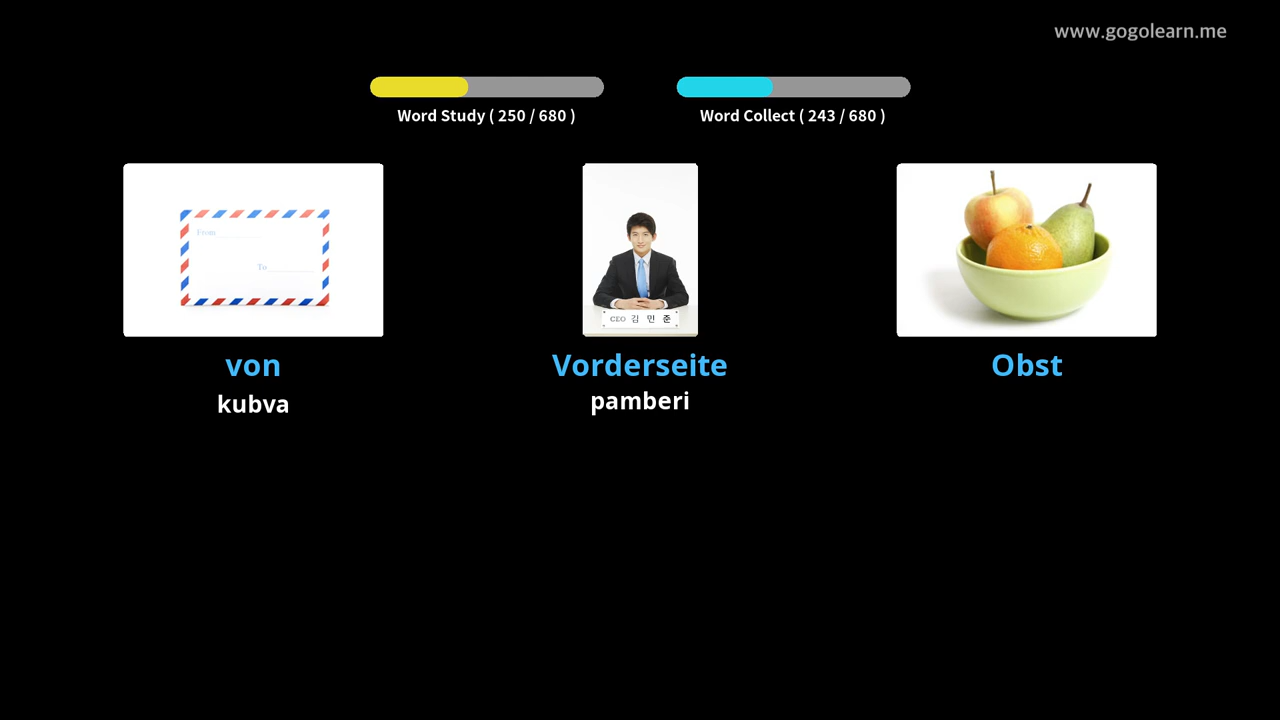 www.gogolearn.me
Word Study ( 250 / 680 )
Word Collect ( 243 / 680 )
From
To
CEO 김 민 준
von
kubva
Vorderseite
pamberi
Obst